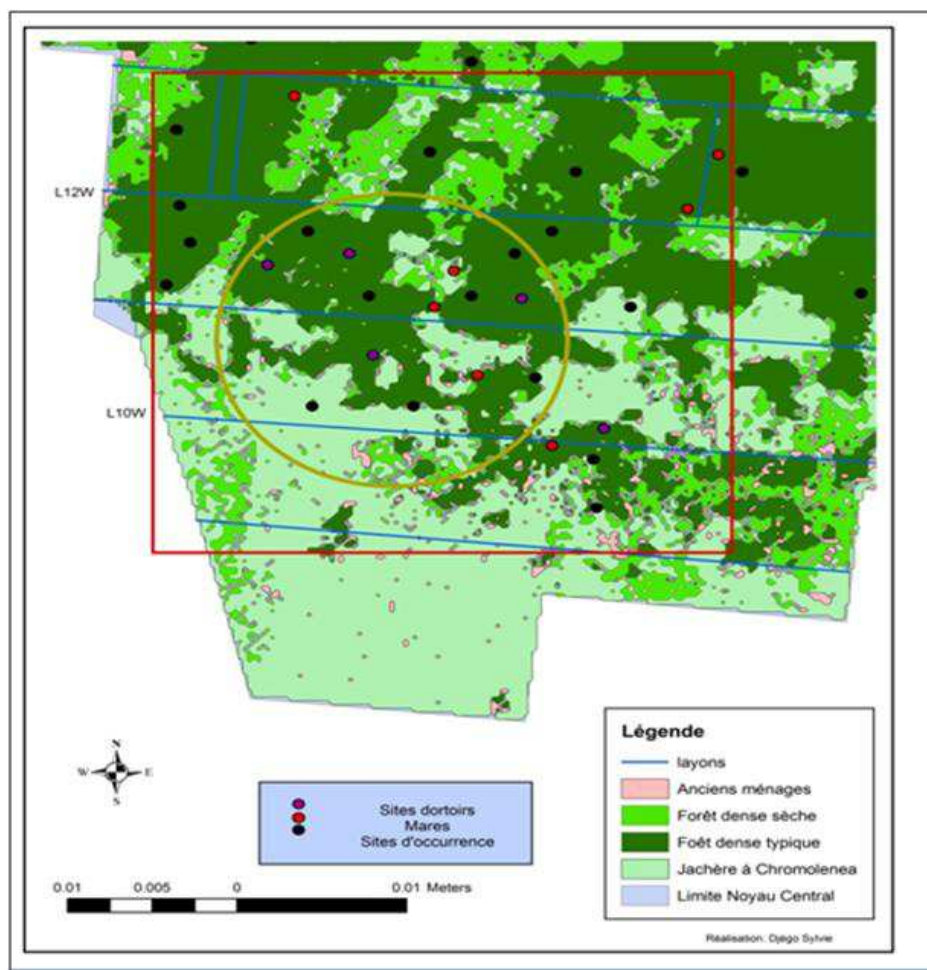 L12W
L10W
N
W E
S
Sites dortoirs
Mares
Sites d'occurrence
0.01 0.005 0 0.01 Meters
Légende
layons
Anciens ménages
Forêt dense sèche
Foêt dense typique
Jachère à Chromolenea
Limite Noyau Central
Réalisation: Djègo Sylvie